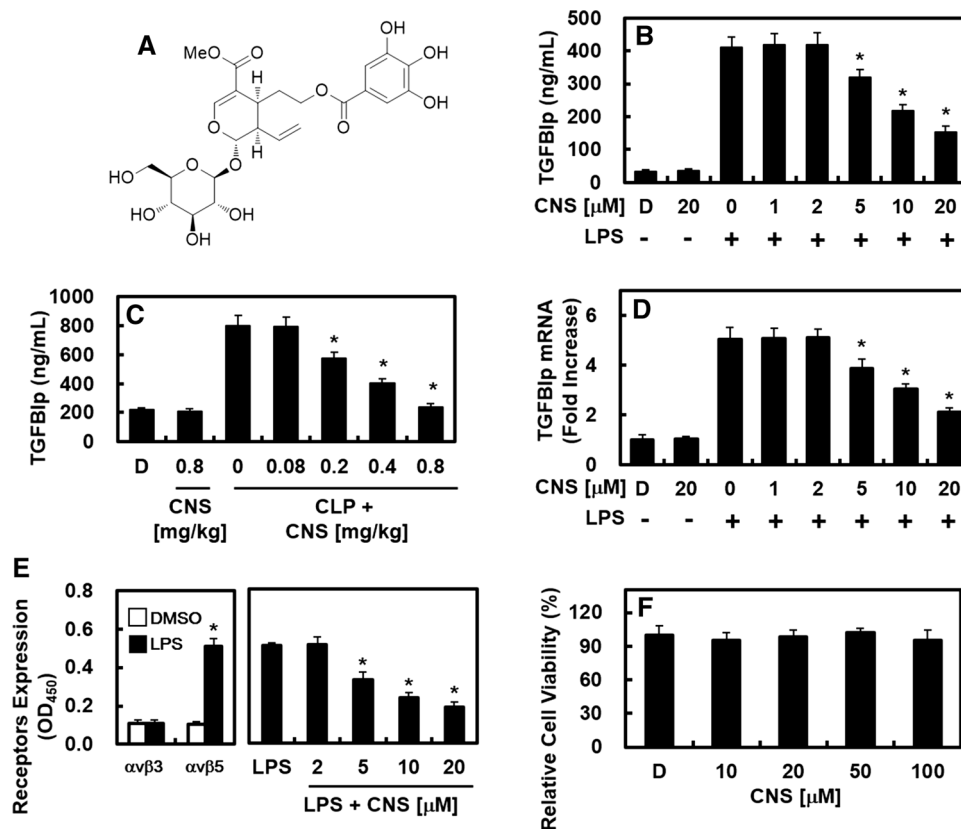 A
MeO
O
O
O
O
O
O
H
H
OH
OH
OH
HO
O
HO
OH
OH
B
TGFBIp (ng/mL)
500
400
300
200
100
0
* * *
CNS [μM] D 20 0 1 2 5 10 20
LPS - - + + + + + +
C
TGFBIp (ng/mL)
1000
800
600
400
200
0
* * *
D 0.8 0 0.08 0.2 0.4 0.8
CNS
[mg/kg]
CLP +
CNS [mg/kg]
D
TGFBIp mRNA
(Fold Increase)
6
4
2
0
* * *
CNS [μM] D 20 0 1 2 5 10 20
LPS - - + + + + + +
E
Receptors Expression
(OD450)
0.8
0.6
0.4
0.2
0.0
DMSO
LPS
*
αvβ3 αvβ5
* * *
LPS 2 5 10 20
LPS + CNS [μM]
F
Relative Cell Viability (%)
120
90
60
30
0
D 10 20 50 100
CNS [μM]